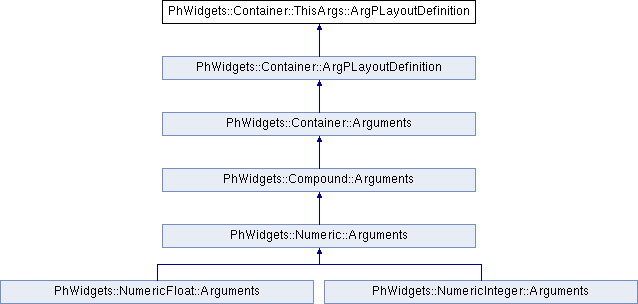 PhWidgets::Container::ThisArgs::ArgPLayoutDefinition
PhWidgets::Container::ArgPLayoutDefinition
PhWidgets::Container::Arguments
PhWidgets::Compound::Arguments
PhWidgets::Numeric::Arguments
PhWidgets::NumericFloat::Arguments
PhWidgets::NumericInteger::Arguments